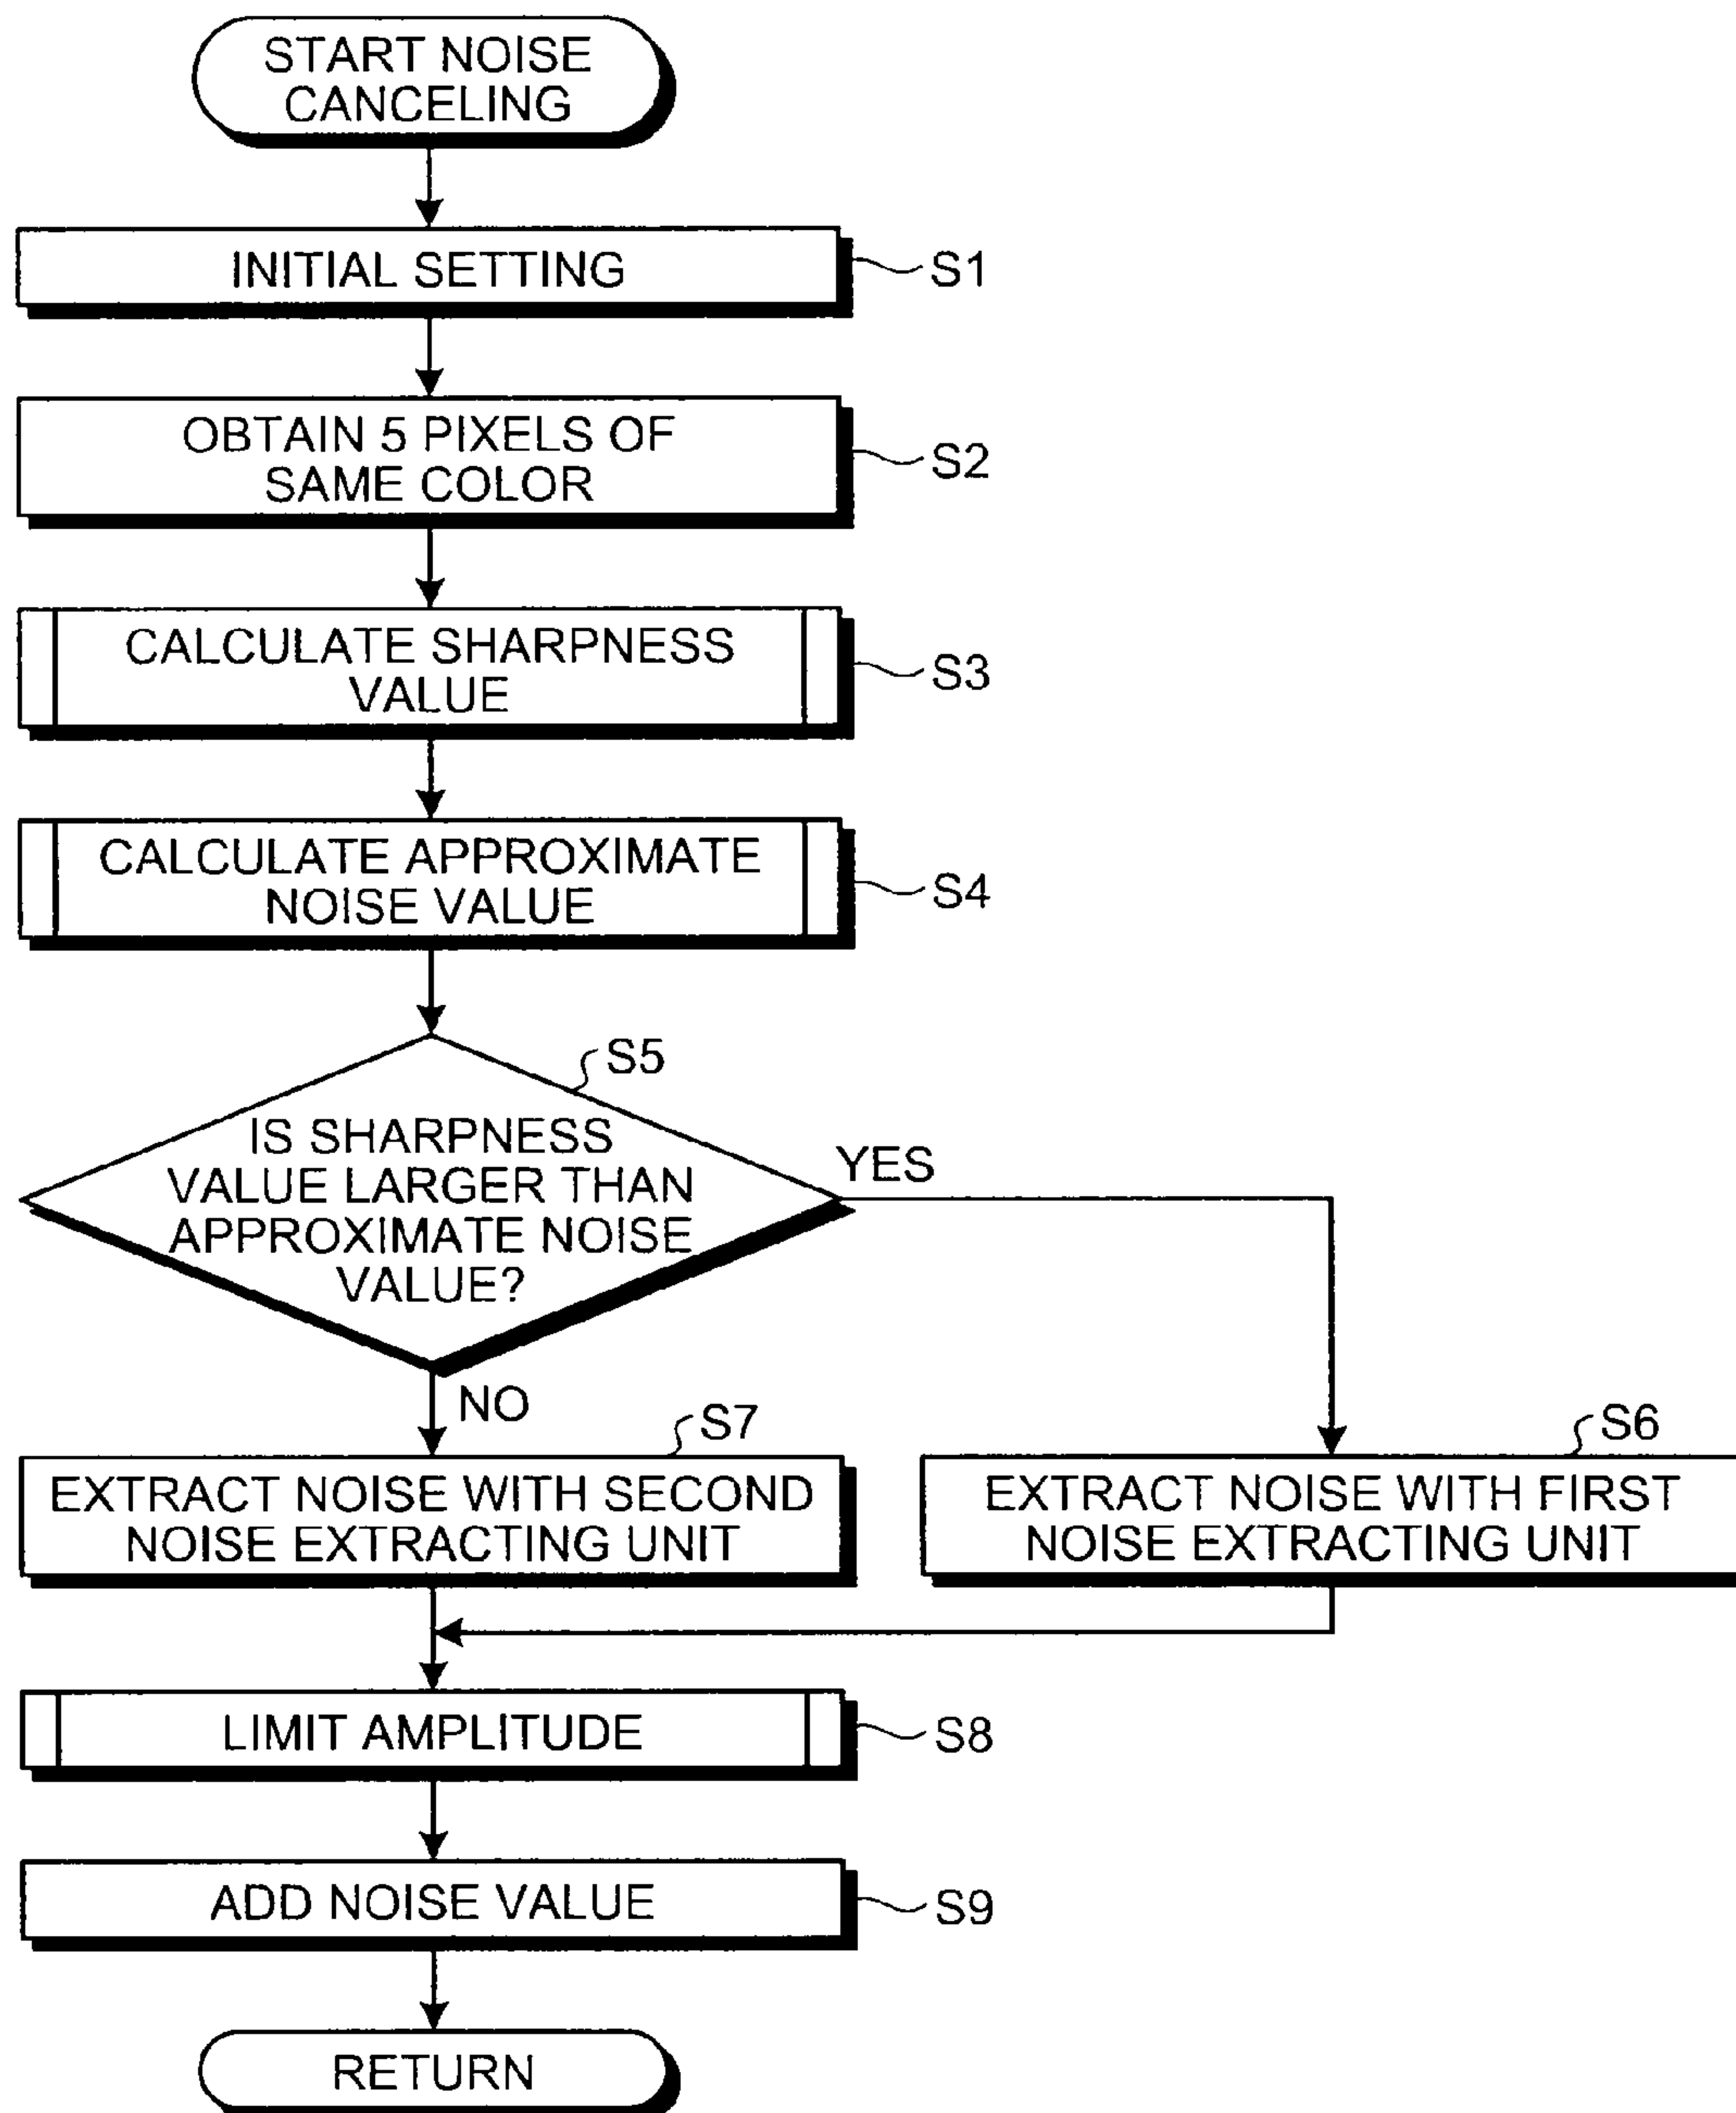 START NOISE
CANCELING
INITIAL SETTING
S1
OBTAIN 5 PIXELS OF
SAME COLOR
S2
CALCULATE SHARPNESS
VALUE
S3
CALCULATE APPROXIMATE
NOISE VALUE
S4
S5
IS SHARPNESS
VALUE LARGER THAN
APPROXIMATE NOISE
VALUE?
YES
NO
S7
EXTRACT NOISE WITH SECOND
NOISE EXTRACTING UNIT
S6
EXTRACT NOISE WITH FIRST
NOISE EXTRACTING UNIT
LIMIT AMPLITUDE
S8
ADD NOISE VALUE
S9
RETURN